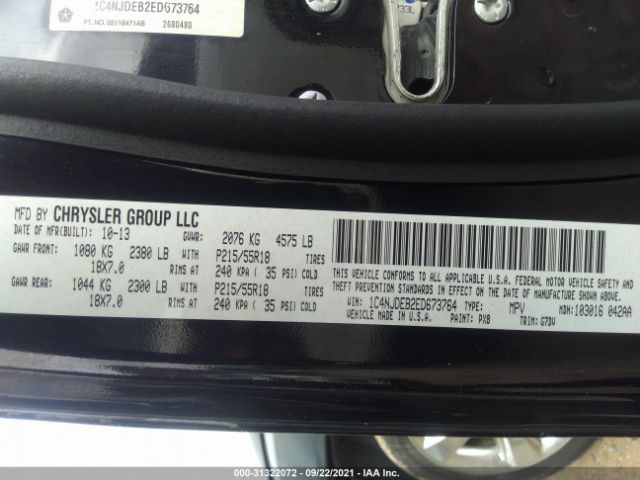 1C4NJDEB2ED673764
PT. NO. 05116471AB 2680480
33L
MFD BY CHRYSLER GROUP LLC
DATE OF MFR(BUILT): 10-13 GVWR: 2076 KG 4575 LB
GAWR FRONT: 1080 KG 2380 LB WITH P215/55R18 TIRES
18X7.0 RIMS AT 240 KPA ( 35 PSI) COLD
GAWR REAR: 1044 KG 2300 LB WITH P215/55R18 TIRES
18X7.0 RIMS AT 240 KPA ( 35 PSI) COLD
THIS VEHICLE CONFORMS TO ALL APPLICABLE U.S.A. FEDERAL MOTOR VEHICLE SAFETY,
BUMPER, AND THEFT PREVENTION STANDARDS IN EFFECT ON THE DATE OF MANUFACTURE SHOWN ABOVE.
VIN: 1C4NJDEB2ED673764 TYPE: MPV MDH: 103016 042AA
VEHICLE MADE IN U.S.A. PAINT: PX8 TRIM: G7DV
000-31322072 - 09/22/2021 - IAA Inc.